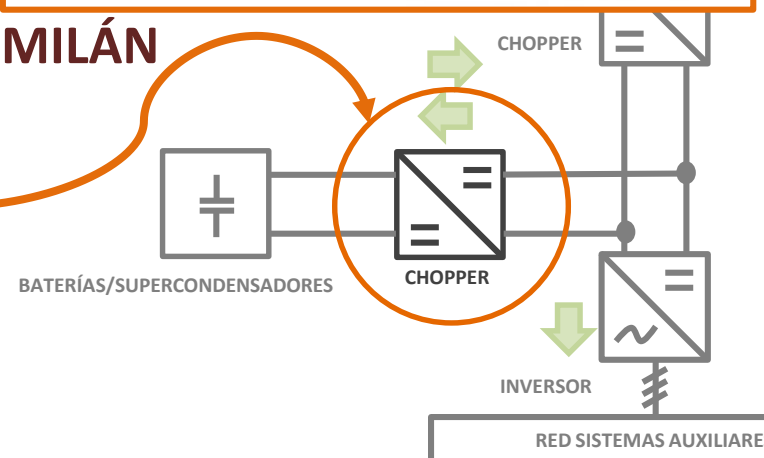 MILÁN
CHOPPER
BATERÍAS/SUPERCONDENSADORES
CHOPPER
INVERSOR
RED SISTEMAS AUXILIARE